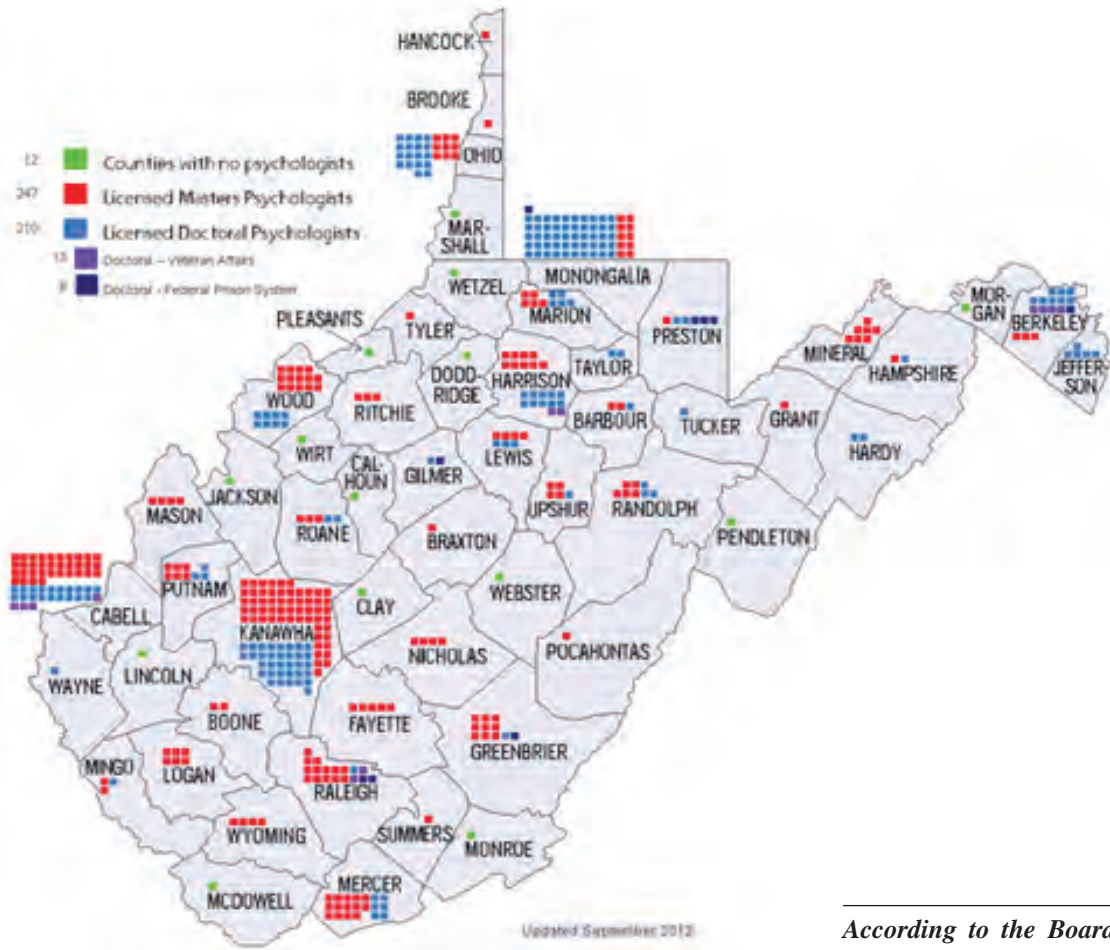 HANCOCK
BROOKE
OHIO
12 Counties with no psychologists
247 Licensed Masters Psychologists
Licensed Doctoral Psychologists
Doctoral – Veteran Affairs
Doctoral - Federal Prison System
MAR-
SHALL
WETZEL
MONONGALIA
MARION
PRESTON
PLEASANTS
TYLER
DODD-
RIDGE
HARRISON
TAYLOR
MINERAL
HAMPSHIRE
MOR-
GAN
BERKELEY
JEFFER-
SON
WOOD
RITCHIE
BARBOUR
TUCKER
GRANT
HARDY
WIRT
CAL-
HOUN
GILMER
LEWIS
JACKSON
MASON
ROANE
BRAXTON
UPSHUR
RANDOLPH
PENDLETON
PUTNAM
CABELL
KANAWHA
CLAY
WEBSTER
NICHOLAS
POCAHONTAS
WAYNE
LINCOLN
BOONE
FAYETTE
GREENBRIER
MINGO
LOGAN
RALEIGH
WYOMING
SUMMERS
MONROE
MCDOWELL
MERCER
Updated September 2012
According to the Board